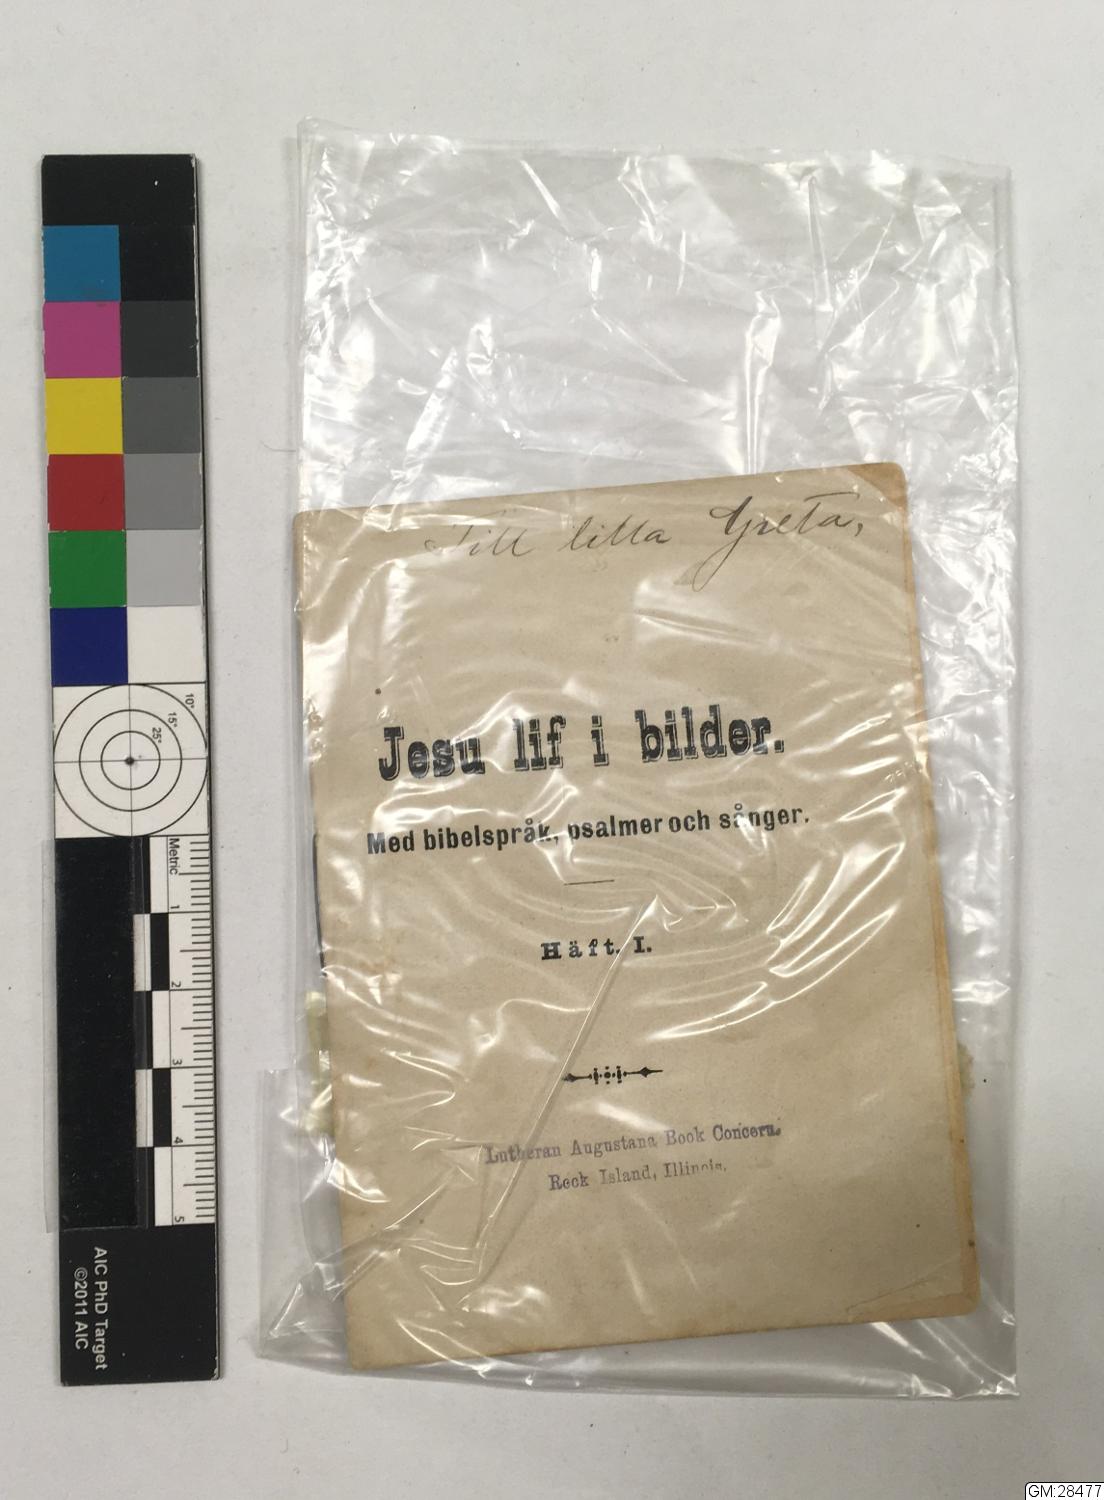 Till lilla Greta,
Jesu lif i bilder.
Med bibelspråk, psalmer och sånger.
Häft. I.
Lutheran Augustana Book Concern.
Rock Island, Illinois.
10°
15°
25°
Metric
1
2
3
4
5
AIC PhD Target
©2011 AIC
GM:28477